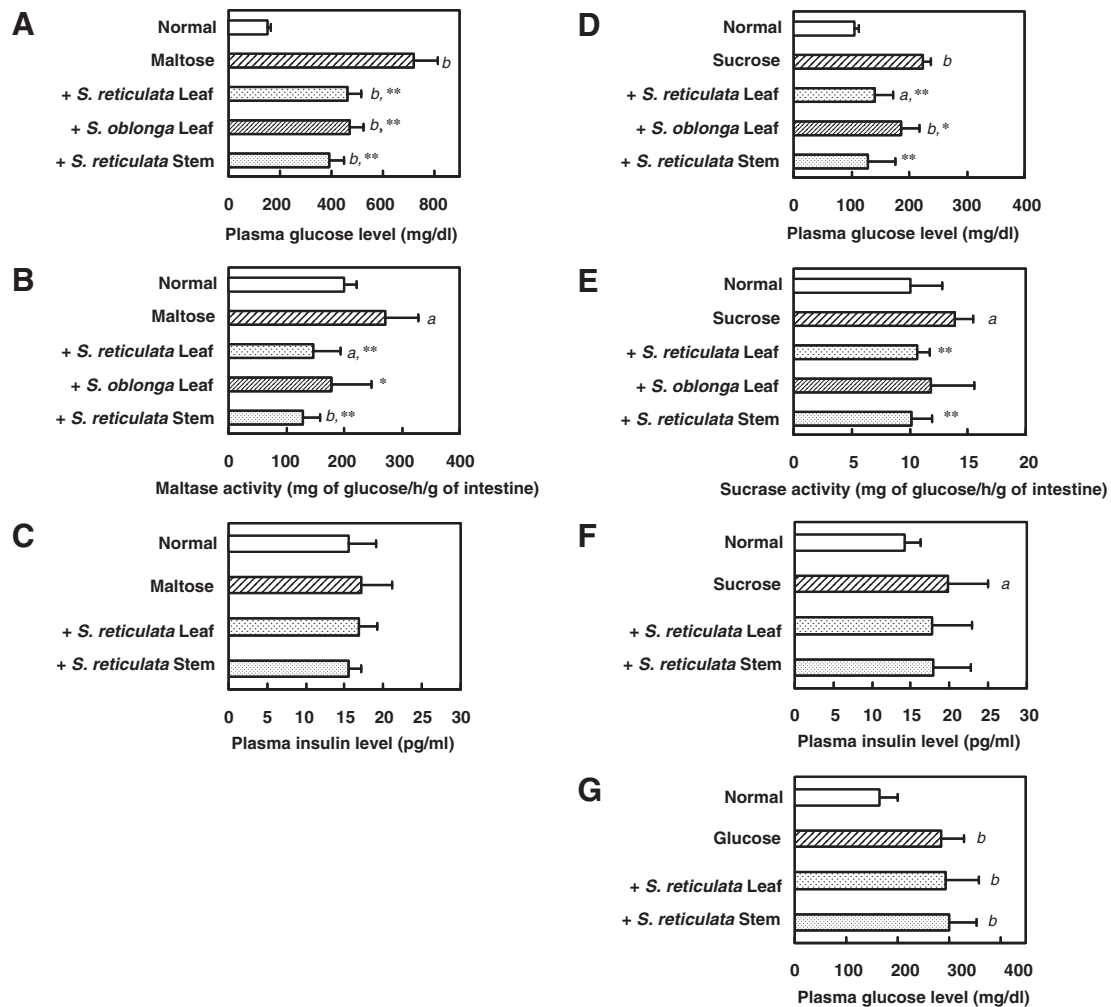 A
Normal
Maltose
b
+ S. reticulata Leaf
b, **
+ S. oblonga Leaf
b, **
+ S. reticulata Stem
b, **
0 200 400 600 800
Plasma glucose level (mg/dl)
B
Normal
Maltose
a
+ S. reticulata Leaf
a, **
+ S. oblonga Leaf
*
+ S. reticulata Stem
b, **
0 100 200 300 400
Maltase activity (mg of glucose/h/g of intestine)
C
Normal
Maltose
+ S. reticulata Leaf
+ S. reticulata Stem
0 5 10 15 20 25 30
Plasma insulin level (pg/ml)
D
Normal
Sucrose
b
+ S. reticulata Leaf
a, **
+ S. oblonga Leaf
b, *
+ S. reticulata Stem
**
0 100 200 300 400
Plasma glucose level (mg/dl)
E
Normal
Sucrose
a
+ S. reticulata Leaf
**
+ S. oblonga Leaf
+ S. reticulata Stem
**
0 5 10 15 20
Sucrase activity (mg of glucose/h/g of intestine)
F
Normal
Sucrose
a
+ S. reticulata Leaf
+ S. reticulata Stem
0 5 10 15 20 25 30
Plasma insulin level (pg/ml)
G
Normal
Glucose
b
+ S. reticulata Leaf
b
+ S. reticulata Stem
b
0 100 200 300 400
Plasma glucose level (mg/dl)